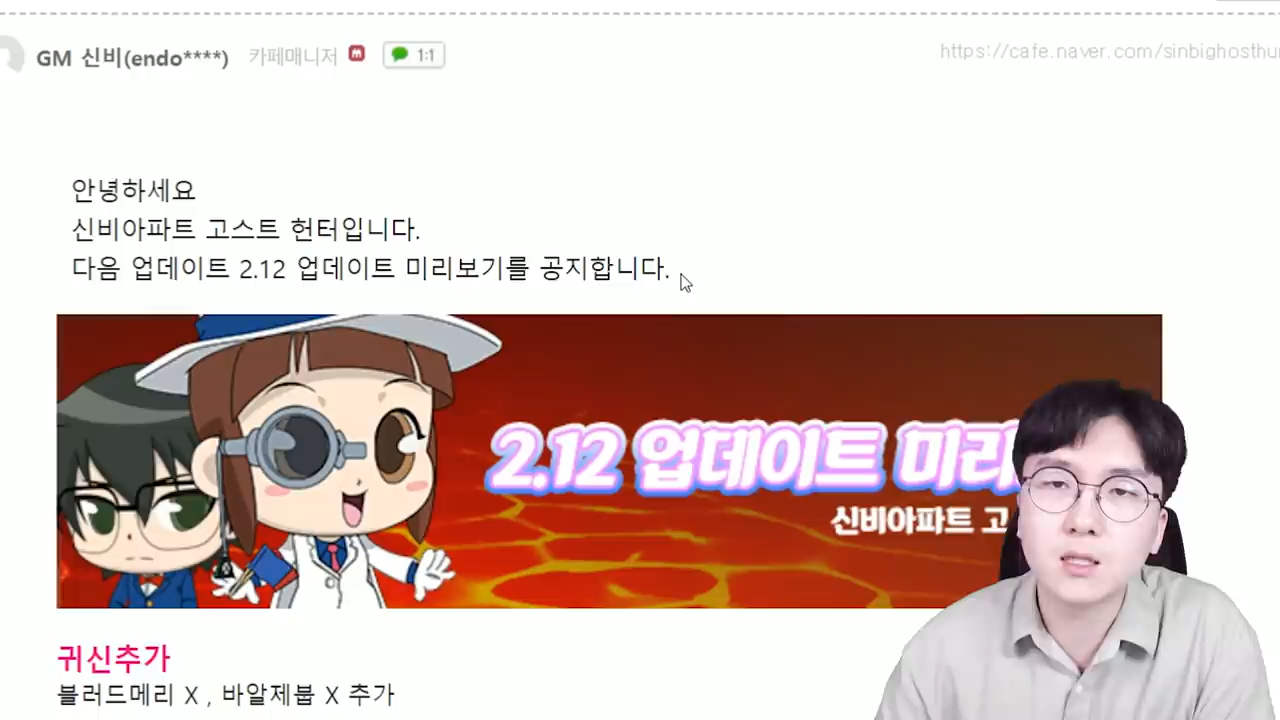 GM 신비(endo****) 카페매니저 1:1
https://cafe.naver.com/sinbighosthu
안녕하세요
신비아파트 고스트 헌터입니다.
다음 업데이트 2.12 업데이트 미리보기를 공지합니다.
2.12 업데이트 미리
신비아파트 고
귀신추가
블러드메리 X , 바알제붑 X 추가